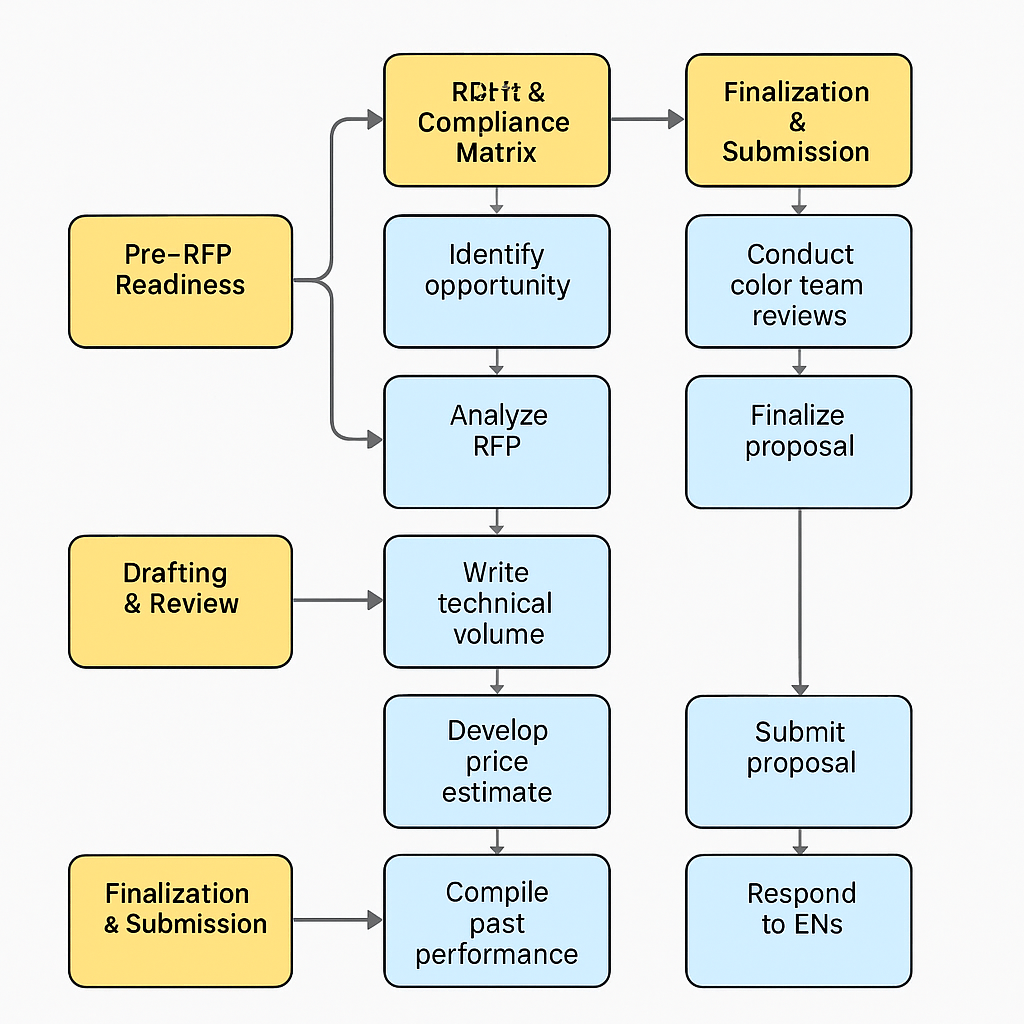 &
Compliance
Matrix
Finalization
&
Submission
Pre-RFP
Readiness
Identify
opportunity
Conduct
color team
reviews
Analyze
RFP
Finalize
proposal
Drafting
& Review
Write
technical
volume
Develop
price
estimate
Submit
proposal
Finalization
& Submission
Compile
past
performance
Respond
to ENs